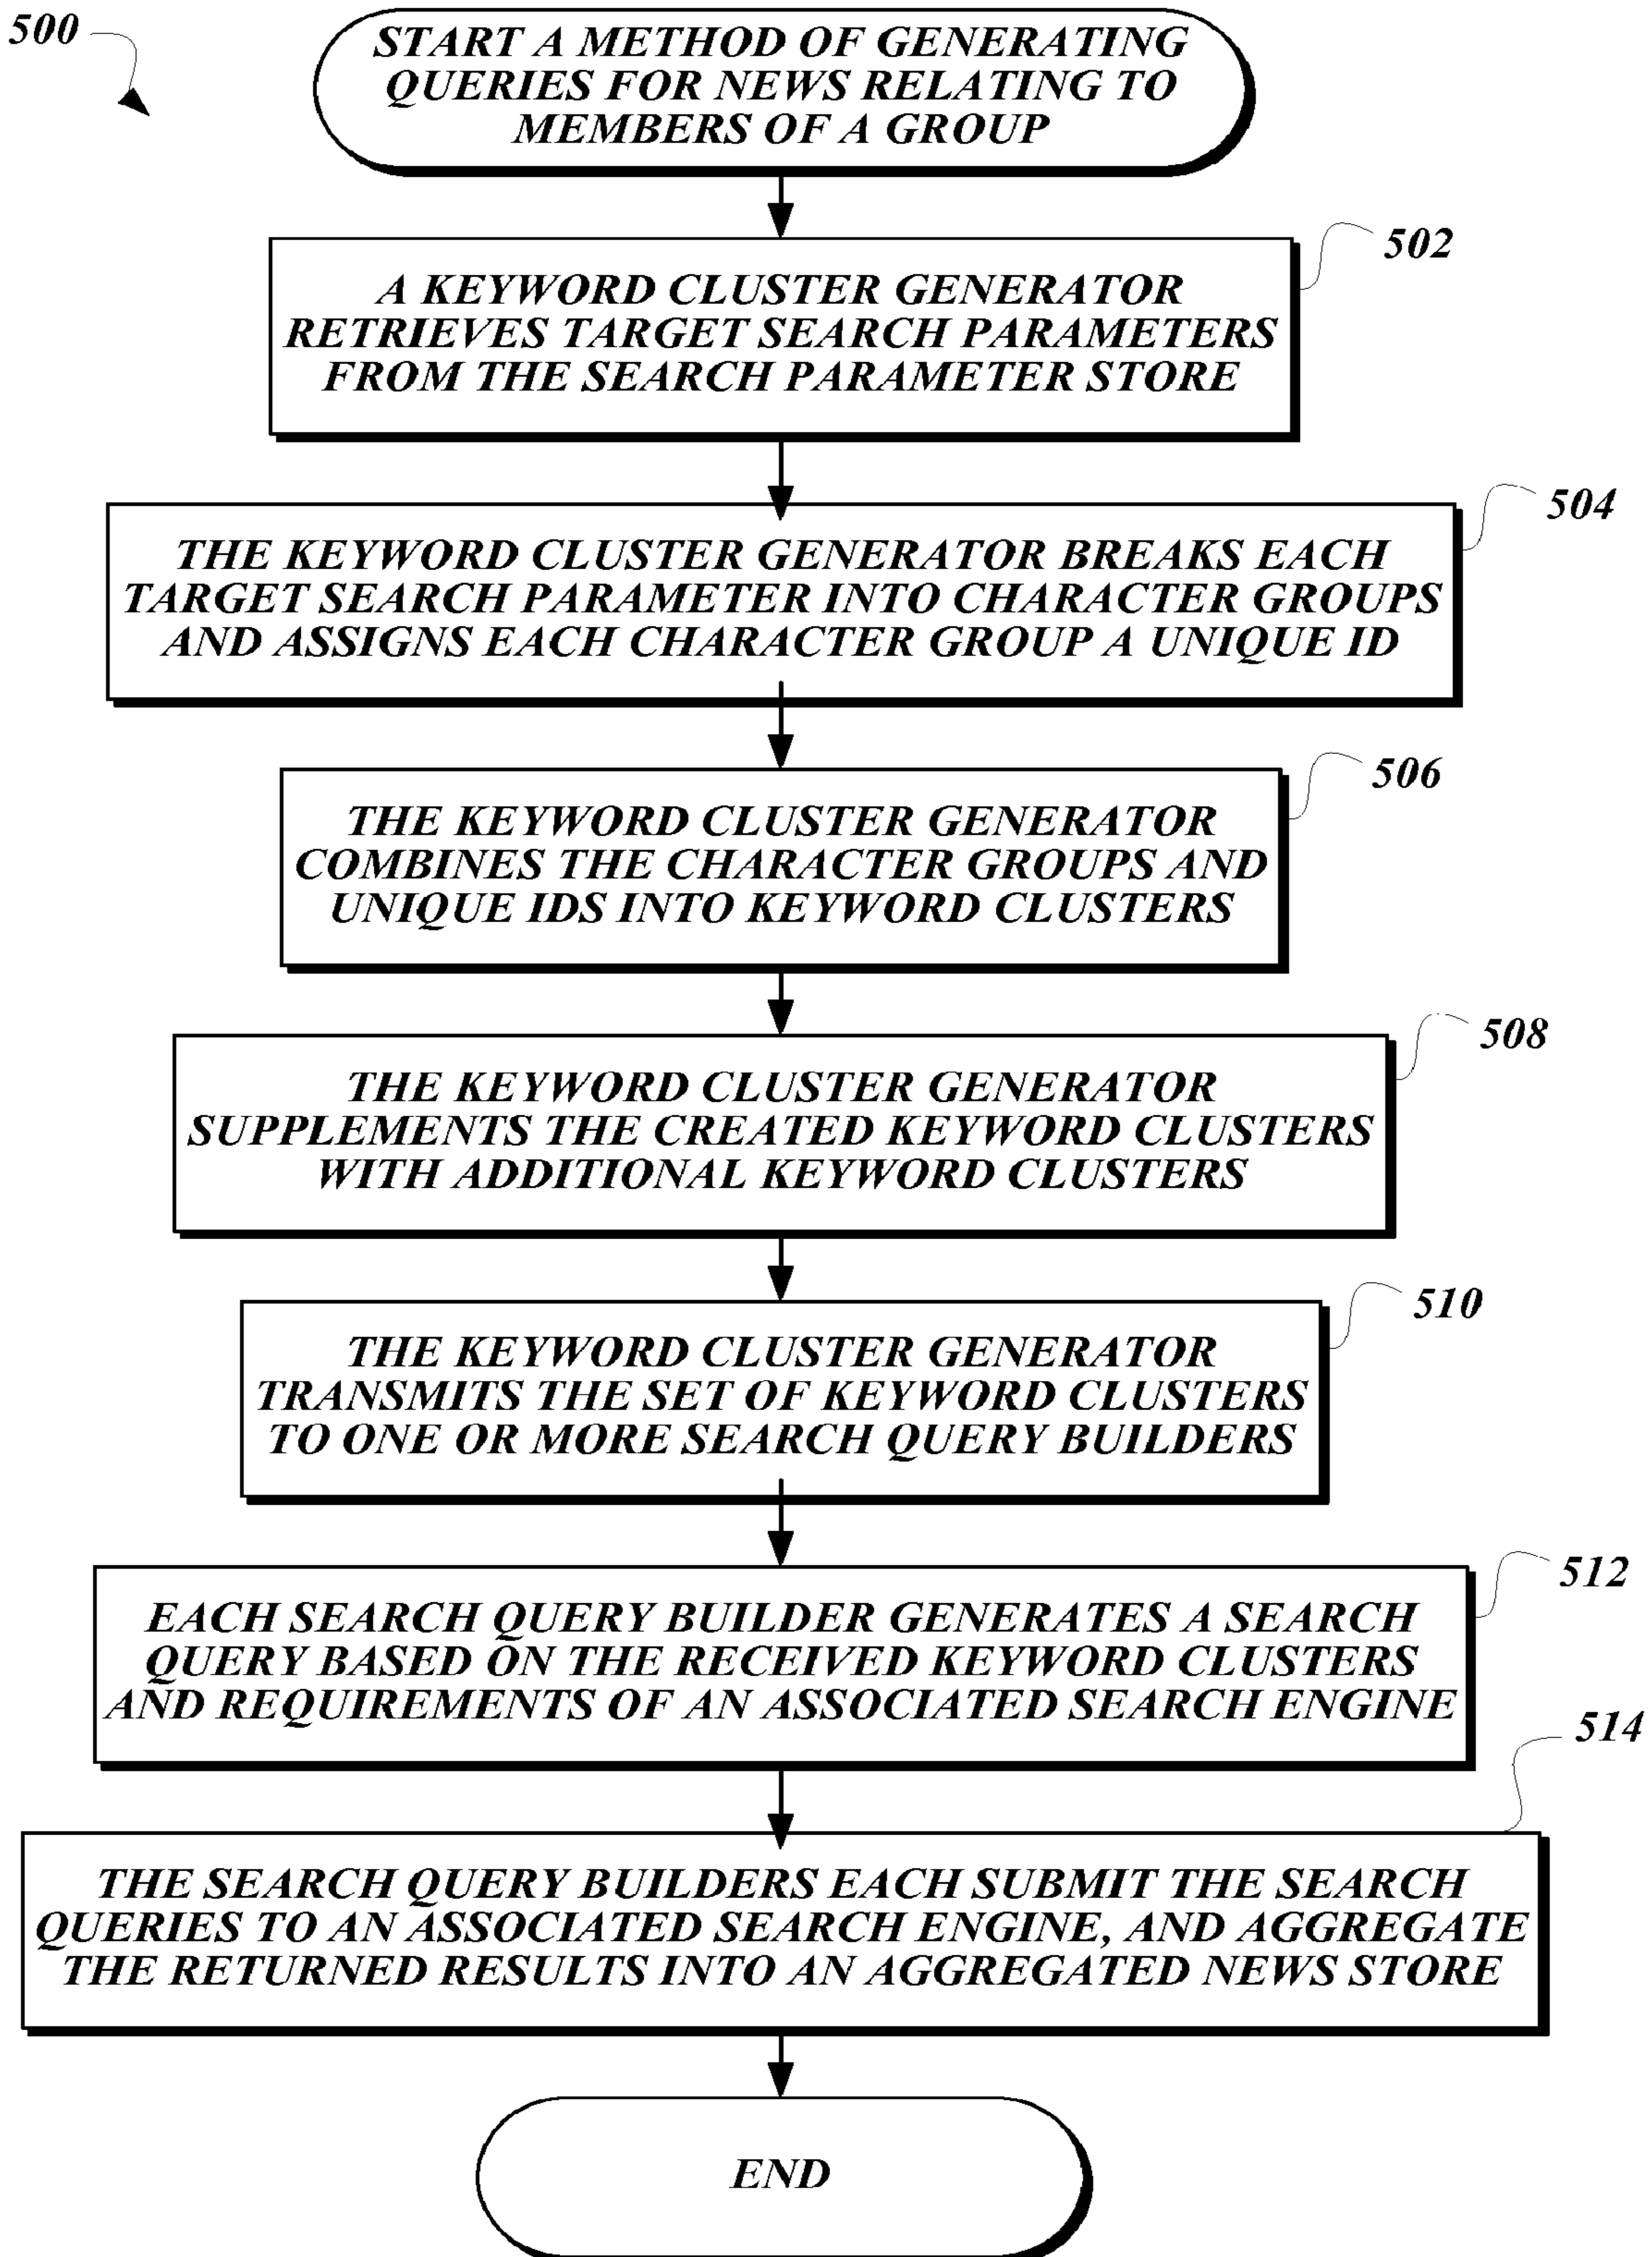 500
START A METHOD OF GENERATING
QUERIES FOR NEWS RELATING TO
MEMBERS OF A GROUP
502
A KEYWORD CLUSTER GENERATOR
RETRIEVES TARGET SEARCH PARAMETERS
FROM THE SEARCH PARAMETER STORE
504
THE KEYWORD CLUSTER GENERATOR BREAKS EACH
TARGET SEARCH PARAMETER INTO CHARACTER GROUPS
AND ASSIGNS EACH CHARACTER GROUP A UNIQUE ID
506
THE KEYWORD CLUSTER GENERATOR
COMBINES THE CHARACTER GROUPS AND
UNIQUE IDS INTO KEYWORD CLUSTERS
508
THE KEYWORD CLUSTER GENERATOR
SUPPLEMENTS THE CREATED KEYWORD CLUSTERS
WITH ADDITIONAL KEYWORD CLUSTERS
510
THE KEYWORD CLUSTER GENERATOR
TRANSMITS THE SET OF KEYWORD CLUSTERS
TO ONE OR MORE SEARCH QUERY BUILDERS
512
EACH SEARCH QUERY BUILDER GENERATES A SEARCH
QUERY BASED ON THE RECEIVED KEYWORD CLUSTERS
AND REQUIREMENTS OF AN ASSOCIATED SEARCH ENGINE
514
THE SEARCH QUERY BUILDERS EACH SUBMIT THE SEARCH
QUERIES TO AN ASSOCIATED SEARCH ENGINE, AND AGGREGATE
THE RETURNED RESULTS INTO AN AGGREGATED NEWS STORE
END